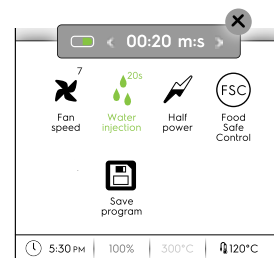 00:20 m:s
7
20s
FSC
Fan speed
Water injection
Half power
Food Safe Control
Save program
5:30 PM 100% 300°C 120°C